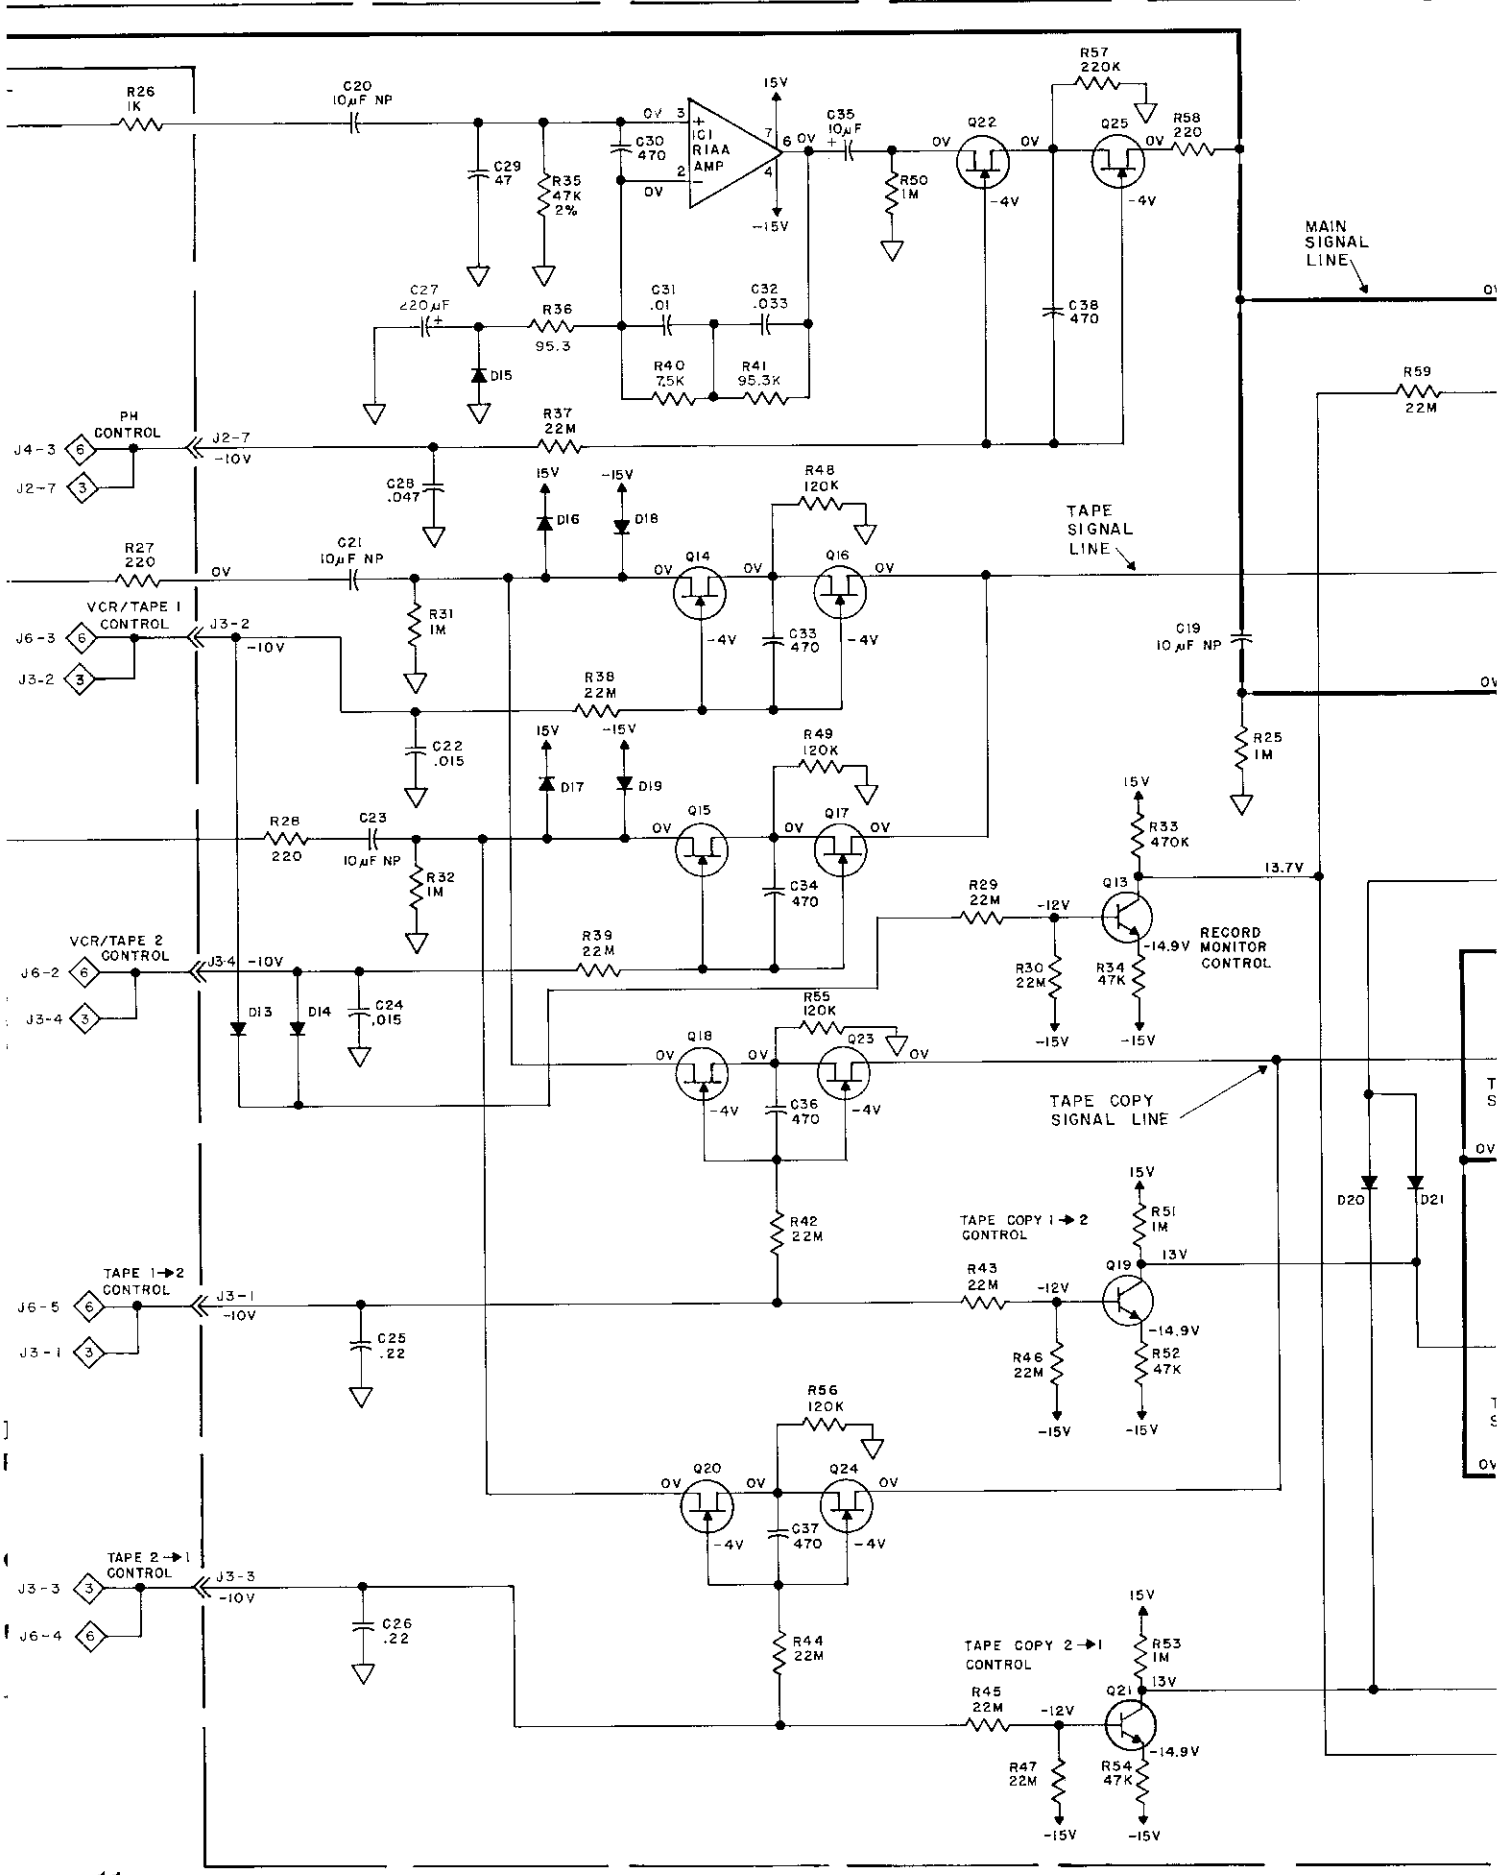 R26
1K
C20
10µF NP
C29
47
R35
47K
2%
C30
470
0V
3
+
2
−
0V
IC1
RIAA
AMP
15V
7
6
0V
4
-15V
C35
10µF
+
R50
1M
0V
Q22
0V
-4V
R57
220K
Q25
0V
-4V
R58
220
C38
470
MAIN
SIGNAL
LINE
0V
C27
220µF
+
D15
R36
95.3
C31
.01
C32
.033
R40
7.5K
R41
95.3K
R59
22M
PH
CONTROL
J4-3
6
J2-7
3
J2-7
-10V
R37
22M
C28
.047
15V
-15V
D16
D18
R48
120K
TAPE
SIGNAL
LINE
R27
220
0V
C21
10µF NP
0V
Q14
0V
Q16
0V
-4V
C33
470
-4V
R31
1M
VCR/TAPE 1
CONTROL
J6-3
6
J3-2
3
J3-2
-10V
C19
10µF NP
0V
R38
22M
C22
.015
15V
-15V
D17
D19
R49
120K
R25
1M
R28
220
C23
10µF NP
R32
1M
0V
Q15
0V
Q17
0V
C34
470
15V
R33
470K
13.7V
Q13
R29
22M
-12V
-14.9V
RECORD
MONITOR
CONTROL
R30
22M
R34
47K
-15V
-15V
VCR/TAPE 2
CONTROL
J6-2
6
J3-4
3
J3-4
-10V
R39
22M
D13
D14
C24
.015
R55
120K
0V
Q18
0V
Q23
0V
-4V
C36
470
-4V
TAPE COPY
SIGNAL LINE
T
S
0V
D20
D21
R42
22M
TAPE COPY 1→2
CONTROL
15V
R51
1M
13V
Q19
R43
22M
-12V
-14.9V
R46
22M
R52
47K
-15V
-15V
TAPE 1→2
CONTROL
J6-5
6
J3-1
3
J3-1
-10V
C25
.22
R56
120K
T
S
0V
0V
Q20
0V
Q24
0V
-4V
C37
470
-4V
TAPE 2→1
CONTROL
J3-3
3
J6-4
6
J3-3
-10V
C26
.22
R44
22M
TAPE COPY 2→1
CONTROL
15V
R53
1M
13V
Q21
R45
22M
-12V
-14.9V
R47
22M
R54
47K
-15V
-15V